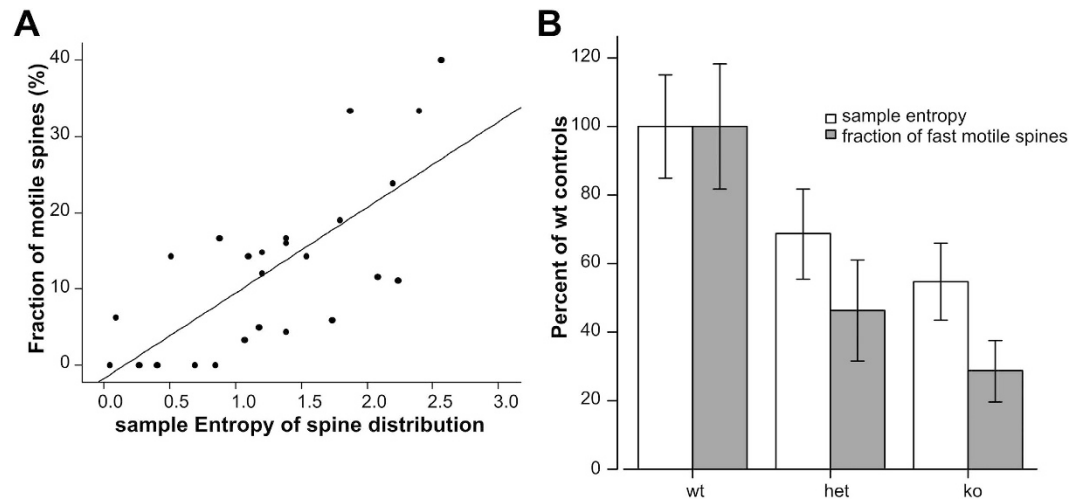 A
Fraction of motile spines (%)
40
30
20
10
0
0.0 0.5 1.0 1.5 2.0 2.5 3.0
sample Entropy of spine distribution
B
Percent of wt controls
120
100
80
60
40
20
0
sample entropy
fraction of fast motile spines
wt het ko